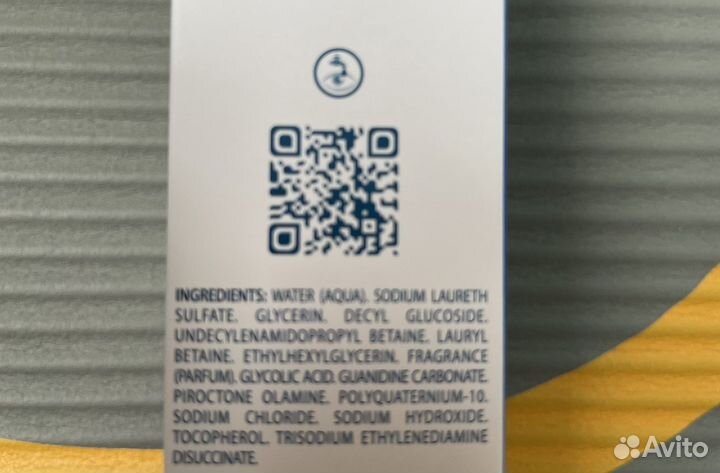 INGREDIENTS: WATER (AQUA). SODIUM LAURETH
SULFATE. GLYCERIN. DECYL GLUCOSIDE.
UNDECYLENAMIDOPROPYL BETAINE. LAURYL
BETAINE. ETHYLHEXYLGLYCERIN. FRAGRANCE
(PARFUM). GLYCOLIC ACID. GUANIDINE CARBONATE.
PIROCTONE OLAMINE. POLYQUATERNIUM-10.
SODIUM CHLORIDE. SODIUM HYDROXIDE.
TOCOPHEROL. TRISODIUM ETHYLENEDIAMINE
DISUCCINATE.
Avito